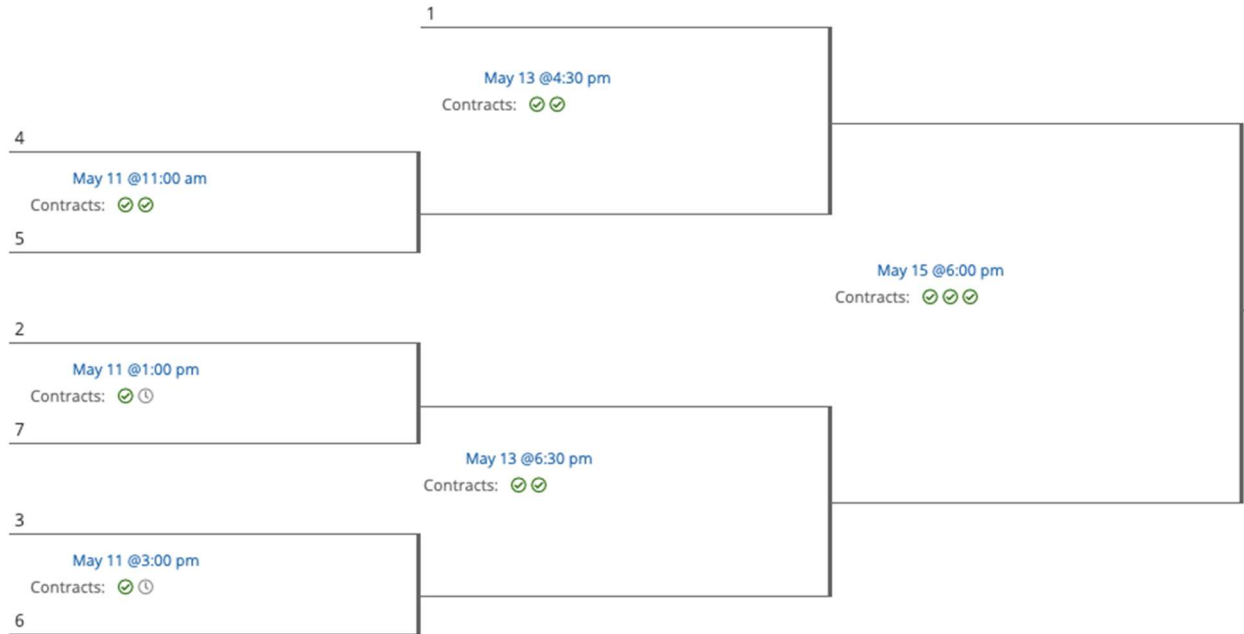 1
May 13 @4:30 pm
Contracts:
4
May 11 @11:00 am
Contracts:
5
May 15 @6:00 pm
Contracts:
2
May 11 @1:00 pm
Contracts:
7
May 13 @6:30 pm
Contracts:
3
May 11 @3:00 pm
Contracts:
6